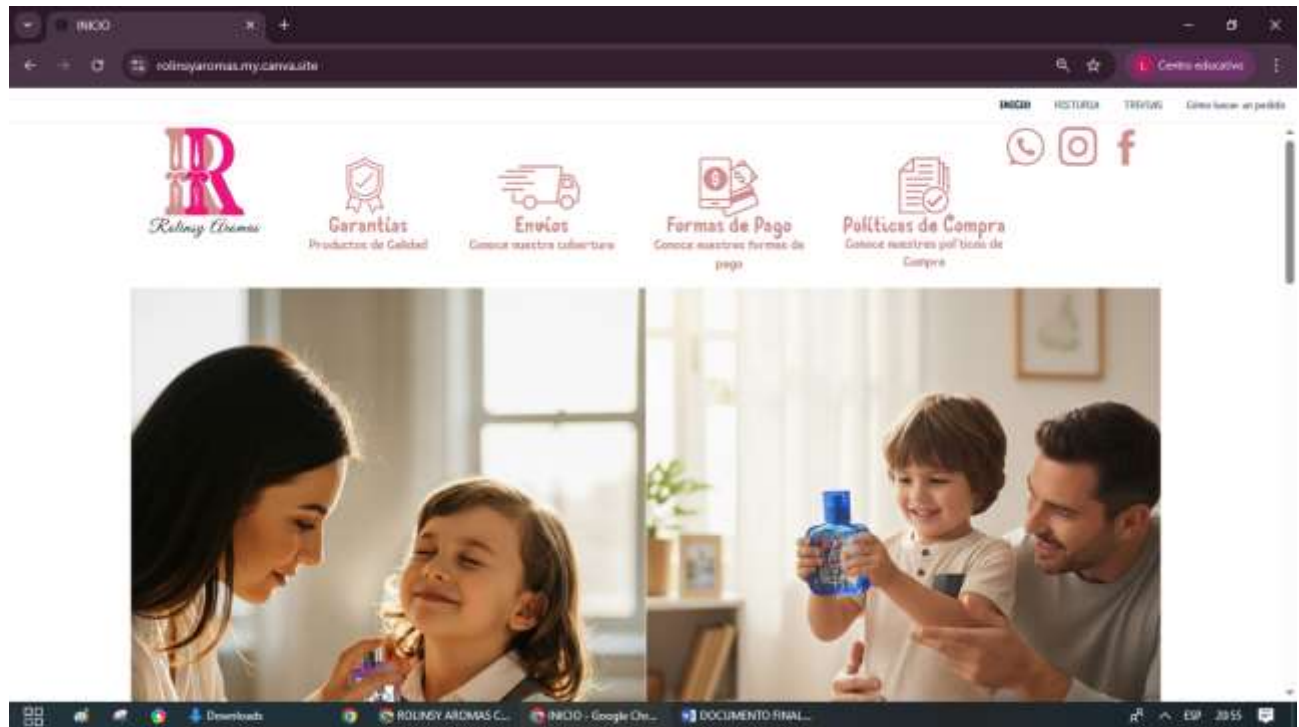 INICIO
rolinsyaromas.my.canva.site
Centro educativo
INICIO HISTORIA TIENDAS Cómo hacer un pedido
Rolinsy Aromas
Garantías
Productos de Calidad
Envíos
Conoce nuestra cobertura
Formas de Pago
Conoce nuestras formas de
pago
Políticas de Compra
Conoce nuestras políticas de
Compra
Downloads
ROLINSY AROMAS C...
INICIO - Google Chr...
DOCUMENTO FINAL...
ESP
20:55